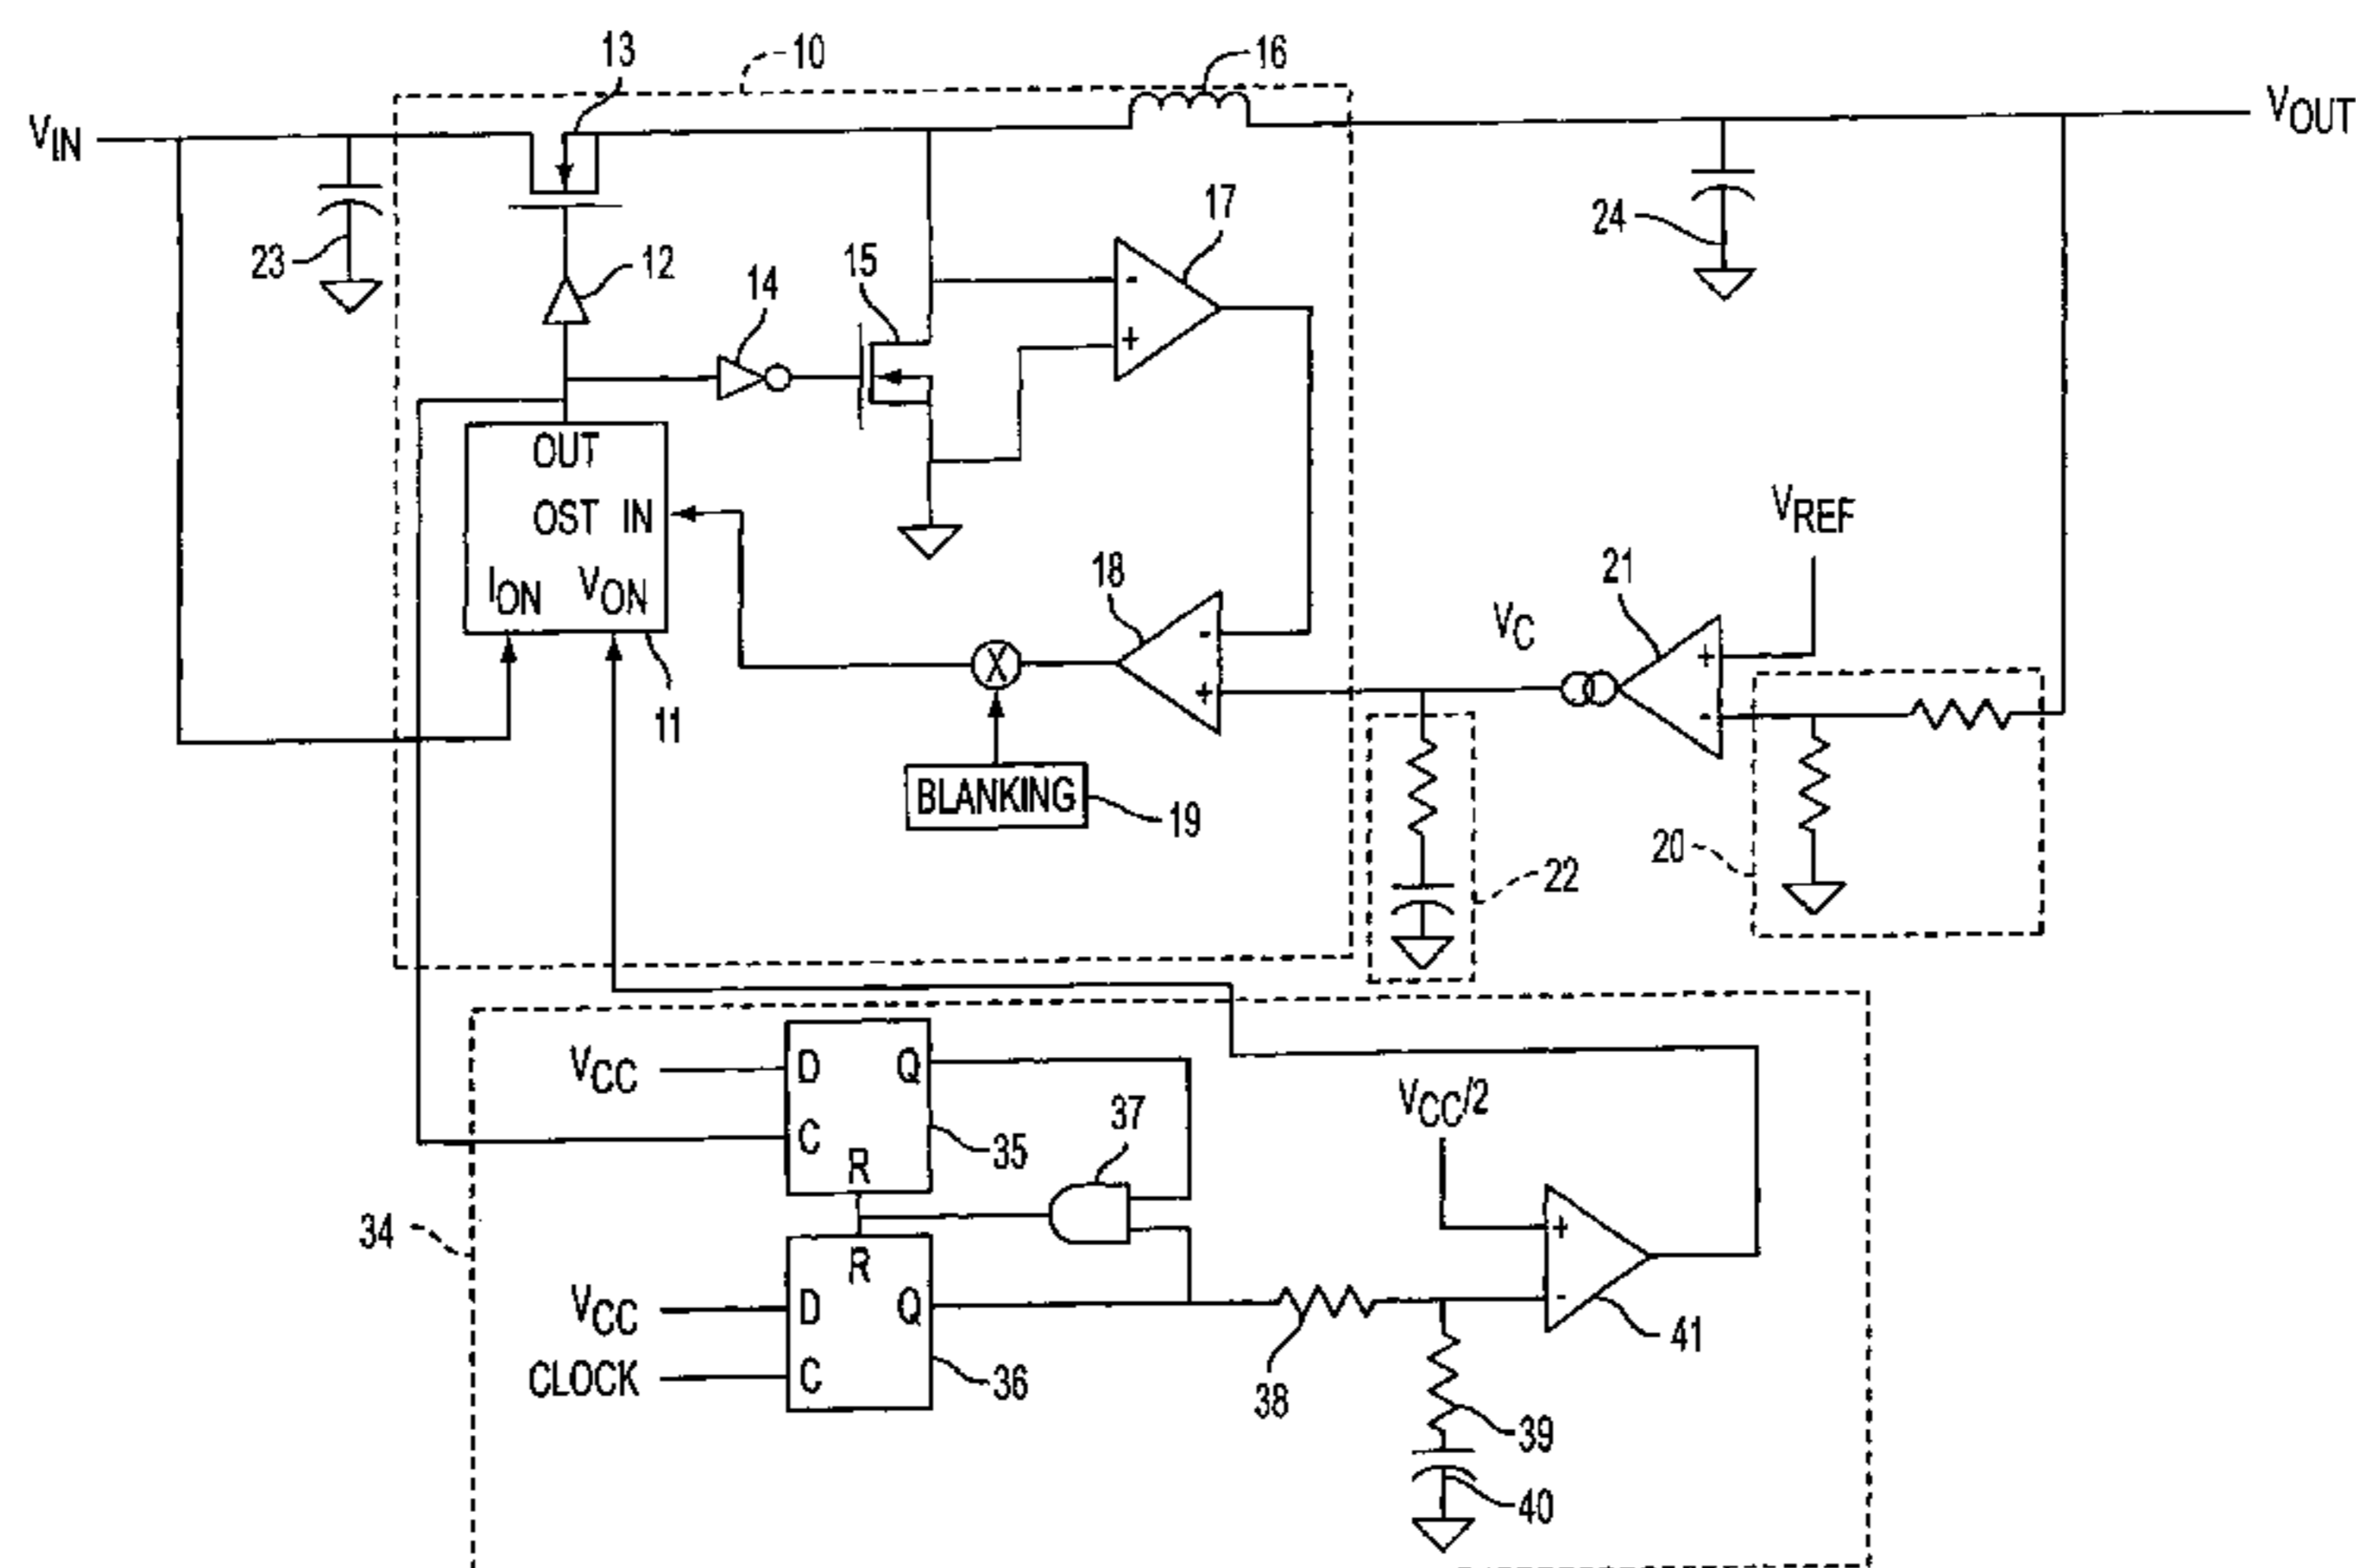 10
13
16
VIN
VOUT
23
12
14
15
17
-
+
24
OUT
OST IN
ION VON
11
18
-
+
X
BLANKING
19
VC
VREF
21
+
-
20
22
34
VCC
D Q
C
R
35
37
VCC/2
R
VCC
D Q
CLOCK
C
36
38
+
-
41
39
40